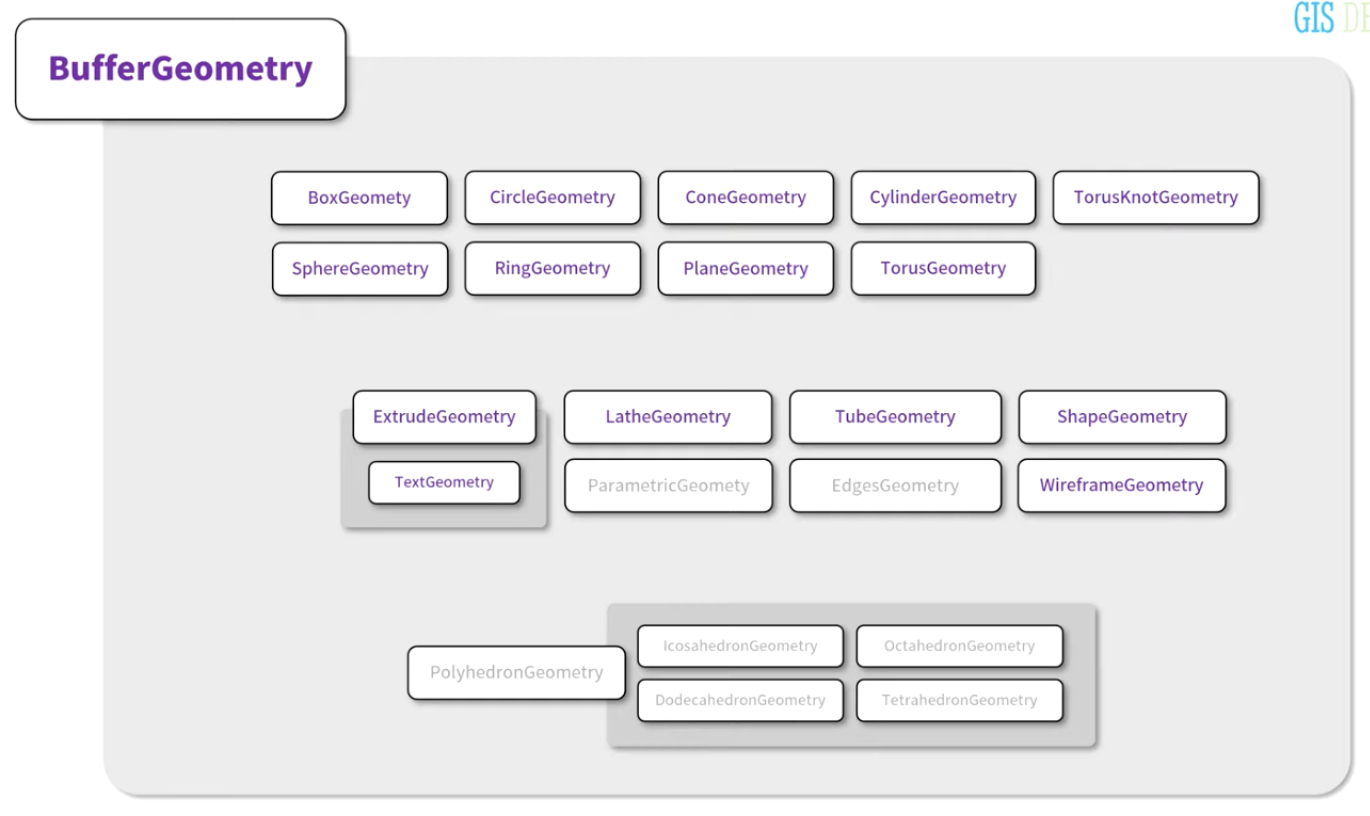 GIS DE
BufferGeometry
BoxGeomety
CircleGeometry
ConeGeometry
CylinderGeometry
TorusKnotGeometry
SphereGeometry
RingGeometry
PlaneGeometry
TorusGeometry
ExtrudeGeometry
LatheGeometry
TubeGeometry
ShapeGeometry
TextGeometry
ParametricGeomety
EdgesGeometry
WireframeGeometry
PolyhedronGeometry
IcosahedronGeometry
OctahedronGeometry
DodecahedronGeometry
TetrahedronGeometry